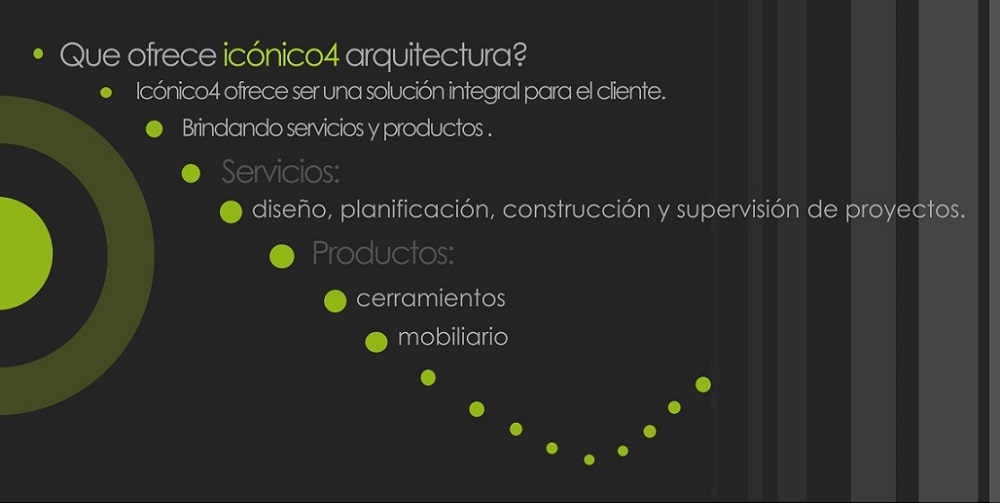 Que ofrece icónico4 arquitectura?
Icónico4 ofrece ser una solución integral para el cliente.
Brindando servicios y productos .
Servicios:
diseño, planificación, construcción y supervisión de proyectos.
Productos:
cerramientos
mobiliario